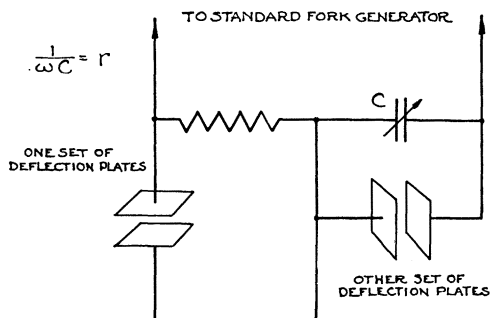 TO STANDARD FORK GENERATOR
1/ωC = r
C
ONE SET OF
DEFLECTION PLATES
OTHER SET OF
DEFLECTION PLATES